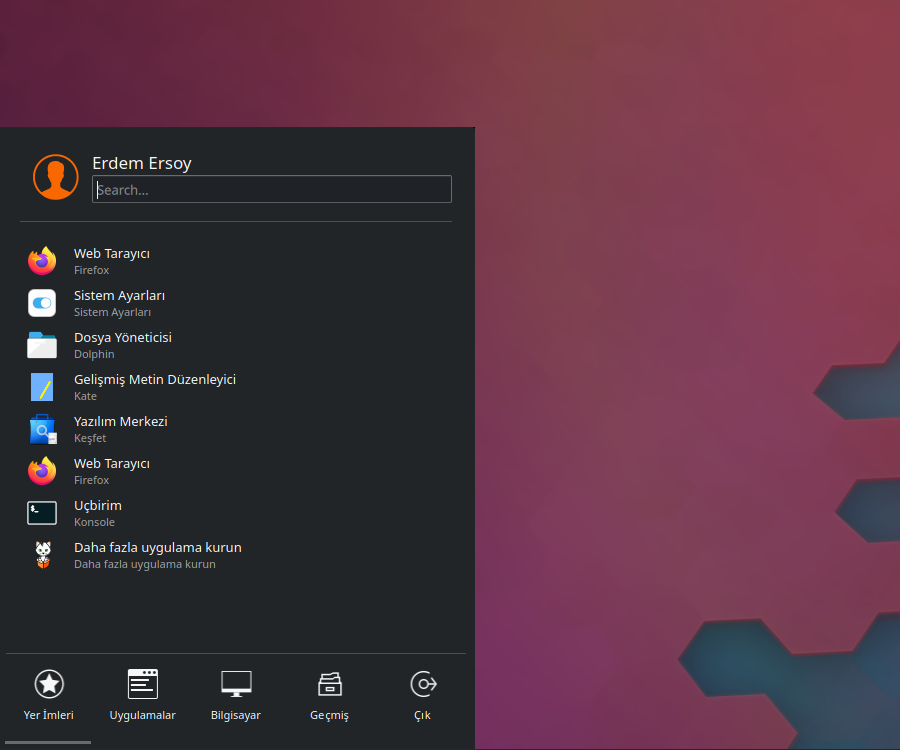 Erdem Ersoy
Search...
Web Tarayıcı
Firefox
Sistem Ayarları
Sistem Ayarları
Dosya Yöneticisi
Dolphin
Gelişmiş Metin Düzenleyici
Kate
Yazılım Merkezi
Keşfet
Web Tarayıcı
Firefox
$_
Uçbirim
Konsole
Daha fazla uygulama kurun
Daha fazla uygulama kurun
Yer İmleri Uygulamalar Bilgisayar Geçmiş Çık